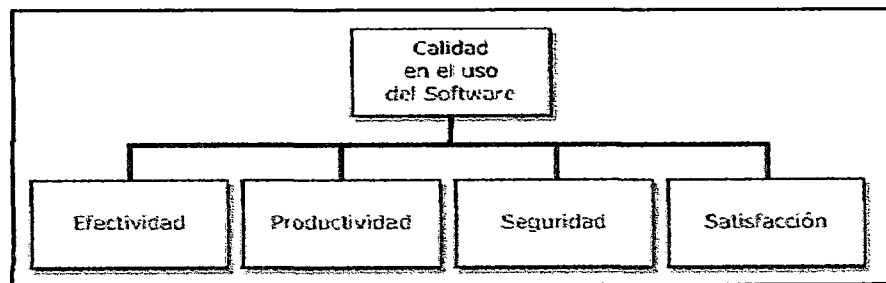 Calidad
en el uso
del Software
Efectividad
Productividad
Seguridad
Satisfacción